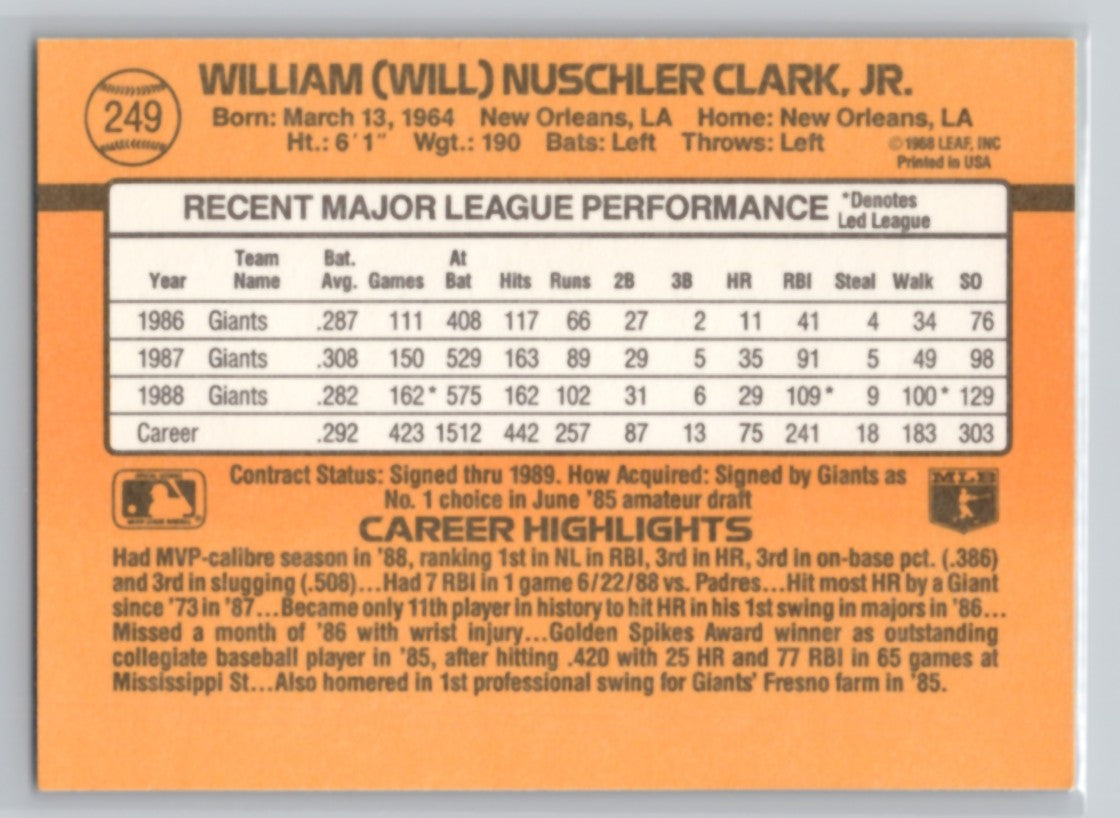 249
WILLIAM (WILL) NUSCHLER CLARK, JR.
Born: March 13, 1964 New Orleans, LA Home: New Orleans, LA
Ht.: 6'1" Wgt.: 190 Bats: Left Throws: Left
©1988 LEAF, INC
Printed in USA
RECENT MAJOR LEAGUE PERFORMANCE *Denotes Led League
Year Team Name Bat. Avg. Games At Bat Hits Runs 2B 3B HR RBI Steal Walk SO
1986 Giants .287 111 408 117 66 27 2 11 41 4 34 76
1987 Giants .308 150 529 163 89 29 5 35 91 5 49 98
1988 Giants .282 162* 575 162 102 31 6 29 109* 9 100* 129
Career .292 423 1512 442 257 87 13 75 241 18 183 303
Contract Status: Signed thru 1989. How Acquired: Signed by Giants as
No. 1 choice in June '85 amateur draft
MLB
CAREER HIGHLIGHTS
Had MVP-calibre season in '88, ranking 1st in NL in RBI, 3rd in HR, 3rd in on-base pct. (.386)
and 3rd in slugging (.508)...Had 7 RBI in 1 game 6/22/88 vs. Padres...Hit most HR by a Giant
since '73 in '87...Became only 11th player in history to hit HR in his 1st swing in majors in '86...
Missed a month of '86 with wrist injury...Golden Spikes Award winner as outstanding
collegiate baseball player in '85, after hitting .420 with 25 HR and 77 RBI in 65 games at
Mississippi St...Also homered in 1st professional swing for Giants' Fresno farm in '85.